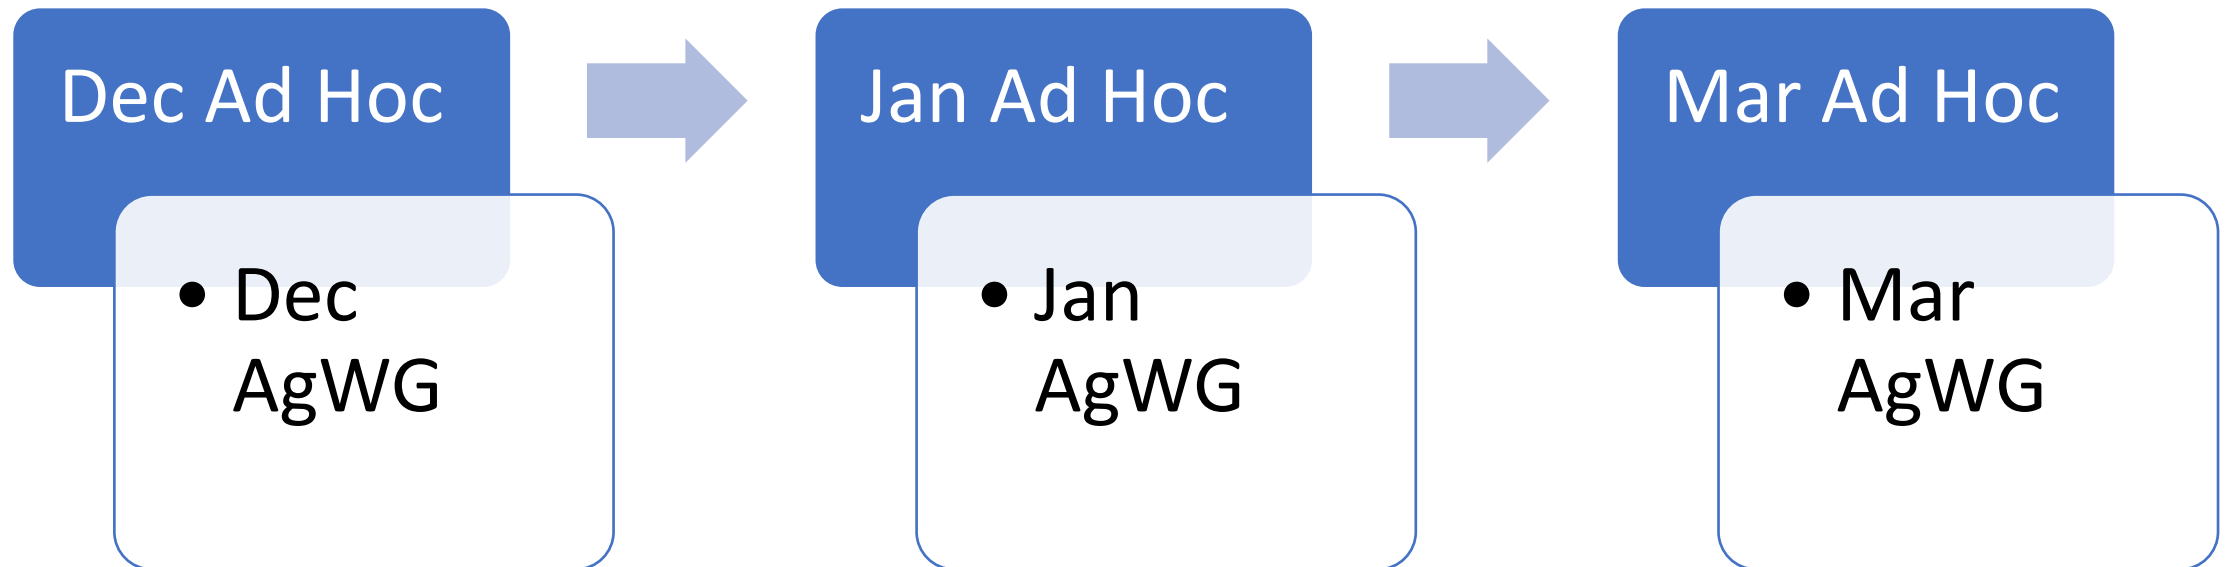 Dec Ad Hoc
• Dec
AgWG
Jan Ad Hoc
• Jan
AgWG
Mar Ad Hoc
• Mar
AgWG